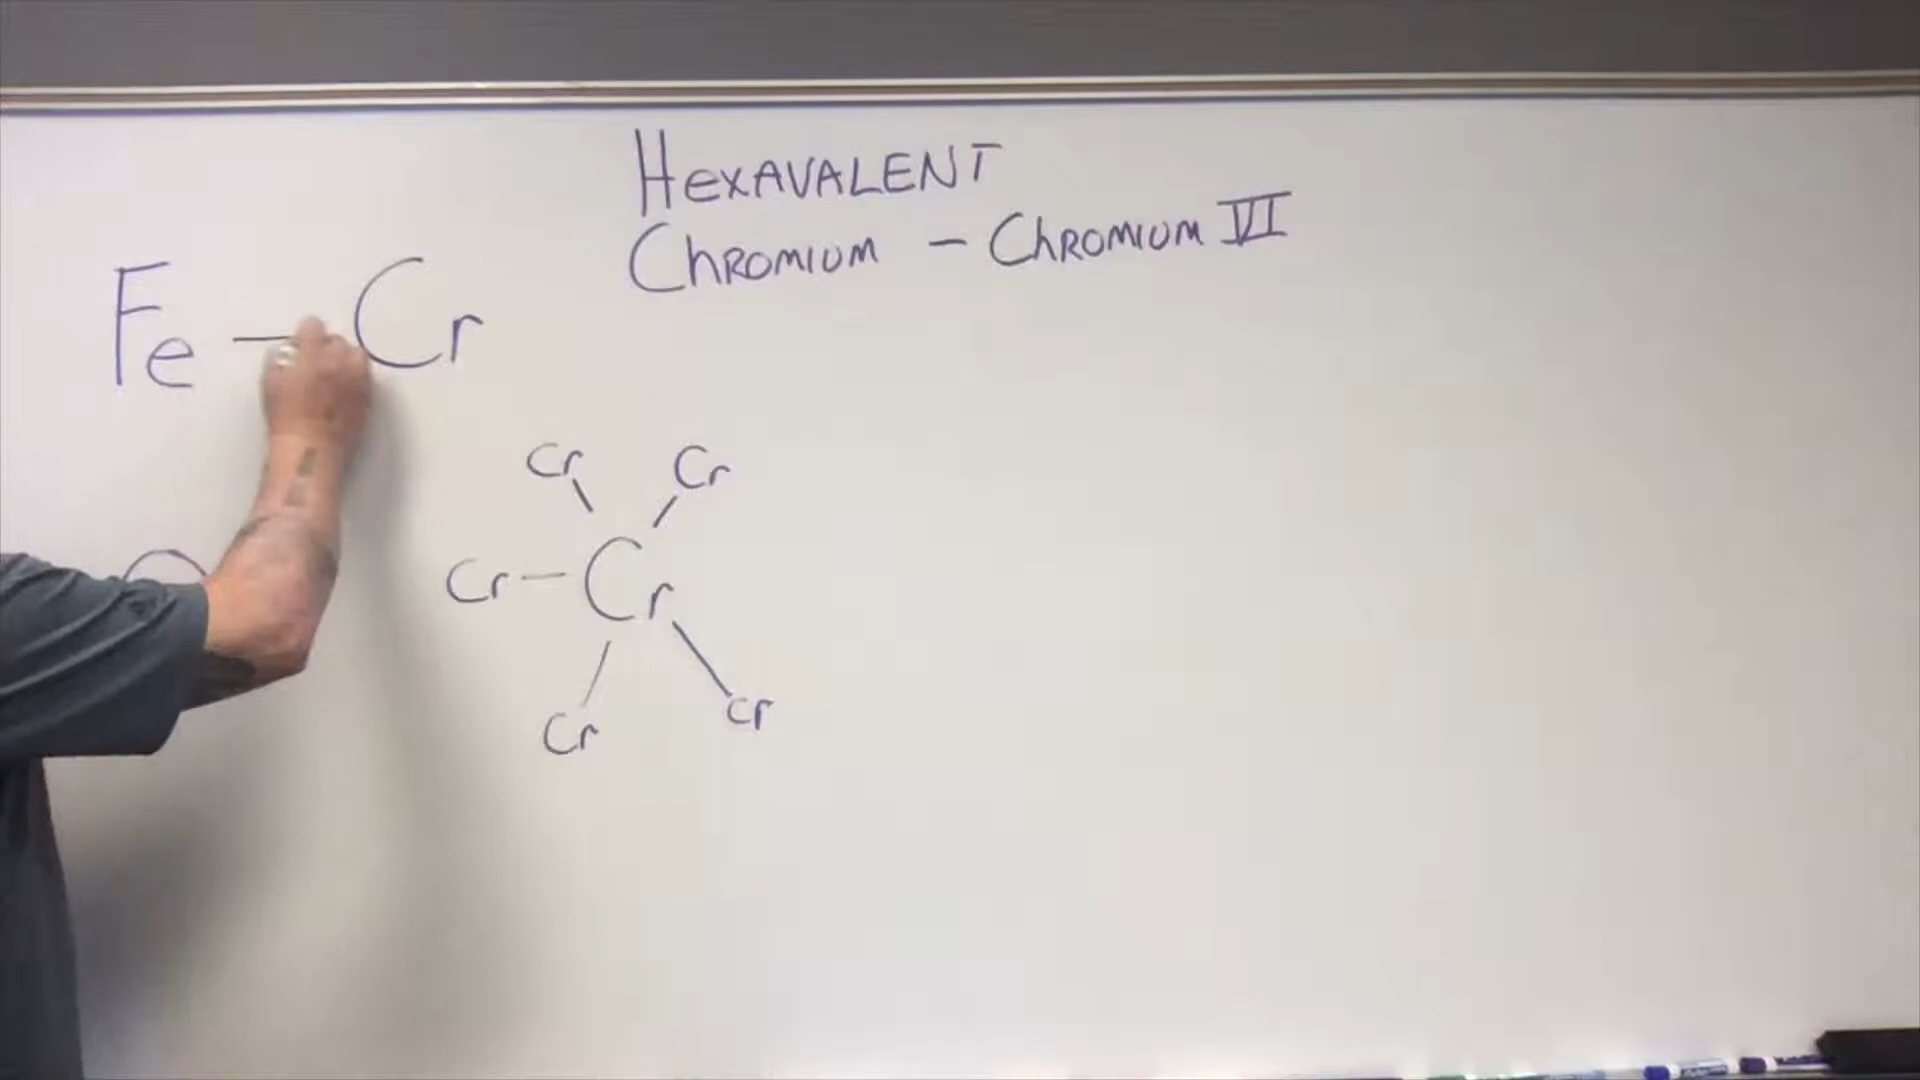 HEXAVALENT
CHROMIUM - CHROMIUM VI
Fe - Cr
Cr Cr
Cr - Cr
Cr Cr